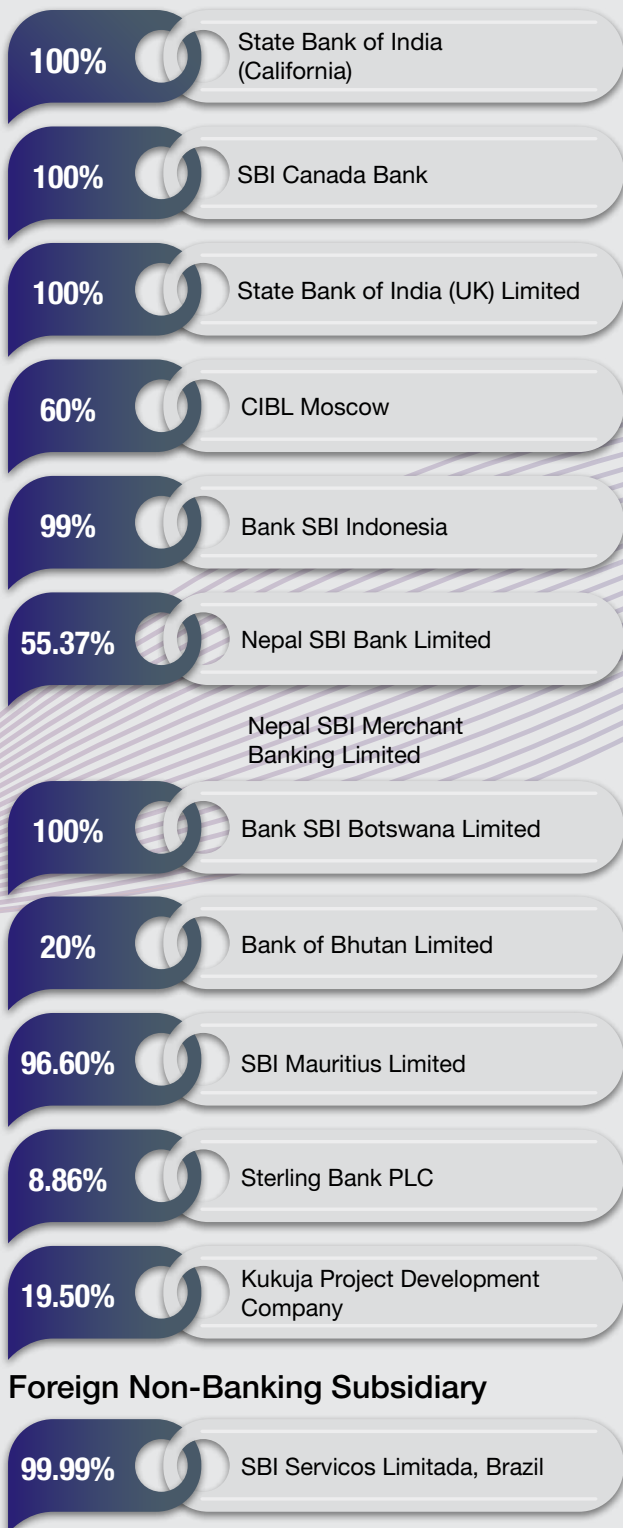 100%
State Bank of India
(California)
100%
SBI Canada Bank
100%
State Bank of India (UK) Limited
60%
CIBL Moscow
99%
Bank SBI Indonesia
55.37%
Nepal SBI Bank Limited
Nepal SBI Merchant
Banking Limited
100%
Bank SBI Botswana Limited
20%
Bank of Bhutan Limited
96.60%
SBI Mauritius Limited
8.86%
Sterling Bank PLC
19.50%
Kukuja Project Development
Company
Foreign Non-Banking Subsidiary
99.99%
SBI Servicos Limitada, Brazil